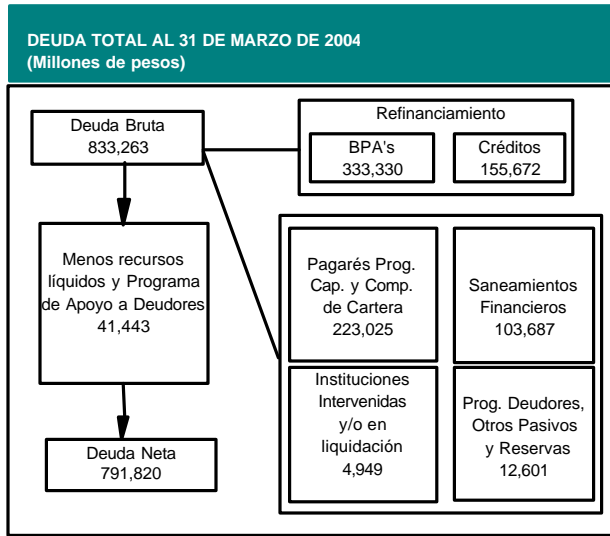 DEUDA TOTAL AL 31 DE MARZO DE 2004
(Millones de pesos)
Deuda Bruta
833,263
Refinanciamiento
BPA's
333,330
Créditos
155,672
Menos recursos
líquidos y Programa
de Apoyo a Deudores
41,443
Pagarés Prog.
Cap. y Comp.
de Cartera
223,025
Saneamientos
Financieros
103,687
Instituciones
Intervenidas
y/o en
liquidación
4,949
Prog. Deudores,
Otros Pasivos
y Reservas
12,601
Deuda Neta
791,820